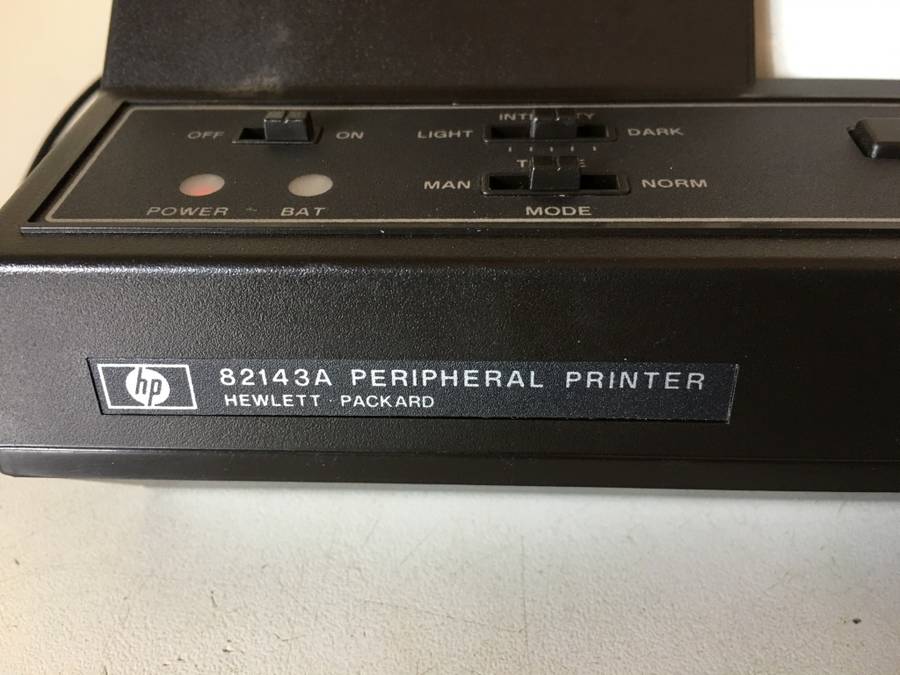 OFF ON
LIGHT DARK
MAN NORM
POWER BAT MODE
hp
82143A PERIPHERAL PRINTER
HEWLETT · PACKARD